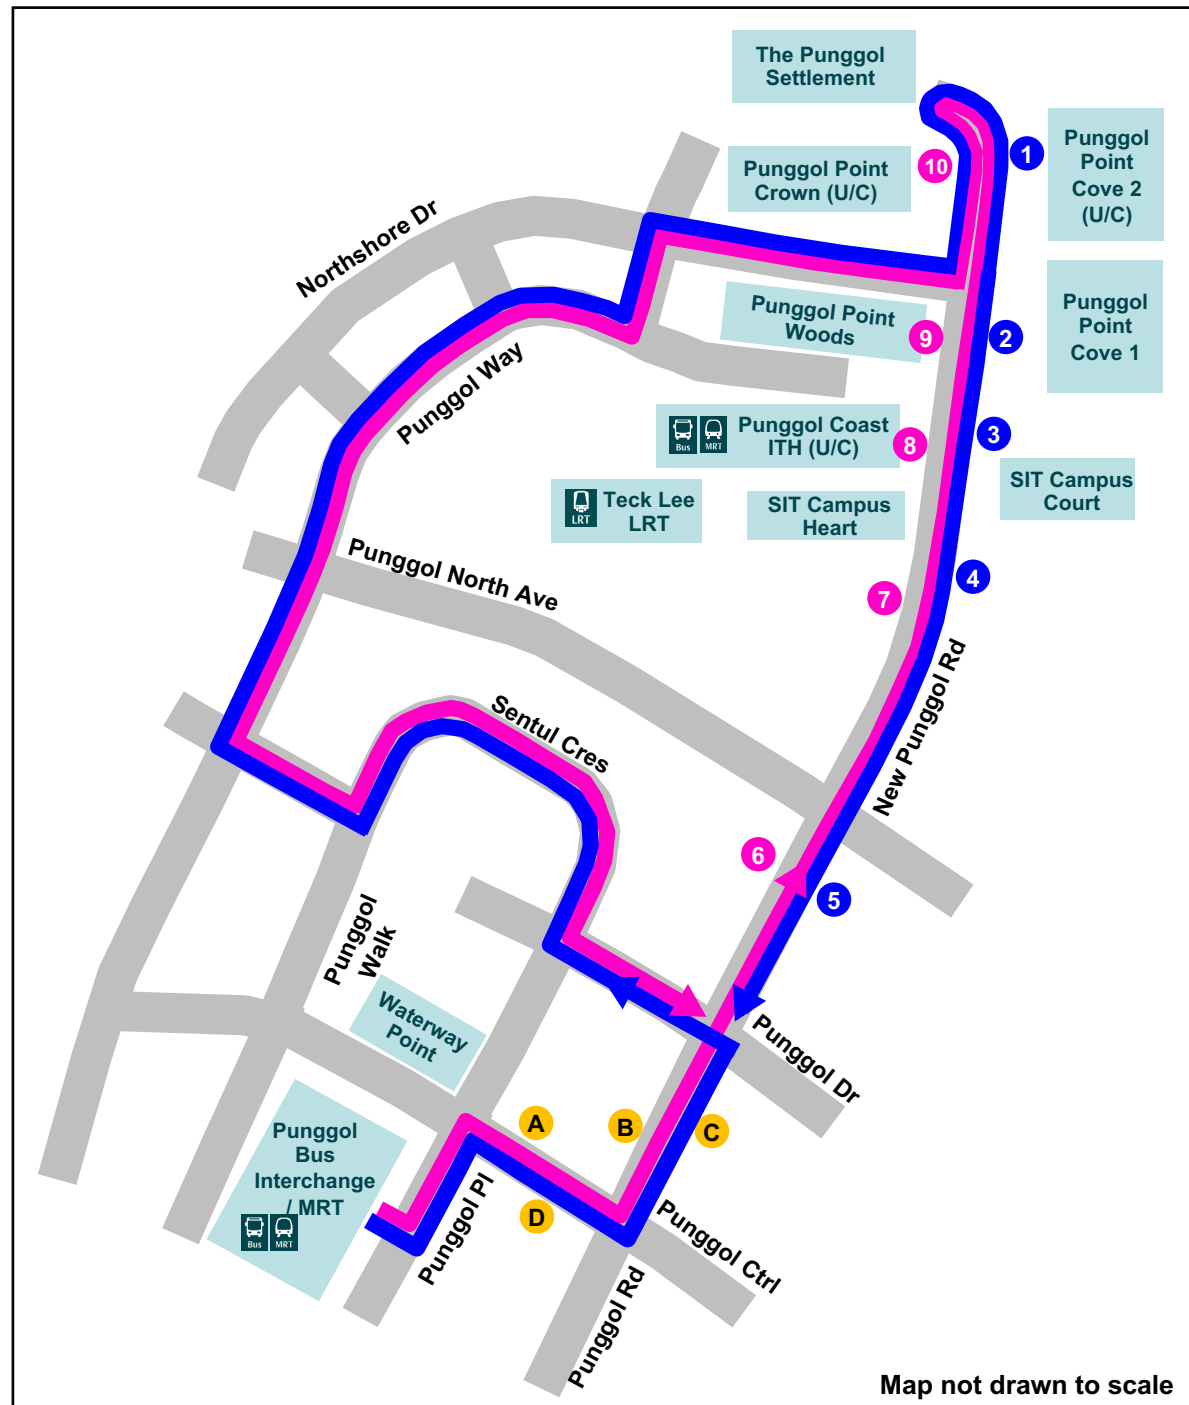 The Punggol
Settlement
1
Punggol
Point
Cove 2
(U/C)
Punggol Point
Crown (U/C)
10
Northshore Dr
Punggol Point
Woods
9
2
Punggol
Point
Cove 1
Punggol Way
Bus
MRT
Punggol Coast
ITH (U/C)
8
3
SIT Campus
Court
LRT
Teck Lee
LRT
SIT Campus
Heart
Punggol North Ave
7
4
New Punggol Rd
Sentul Cres
6
5
Punggol
Walk
Waterway
Point
Punggol Dr
A
B
C
D
Punggol
Bus
Interchange
/ MRT
Bus
MRT
Punggol Pl
Punggol Ctrl
Punggol Rd
Map not drawn to scale